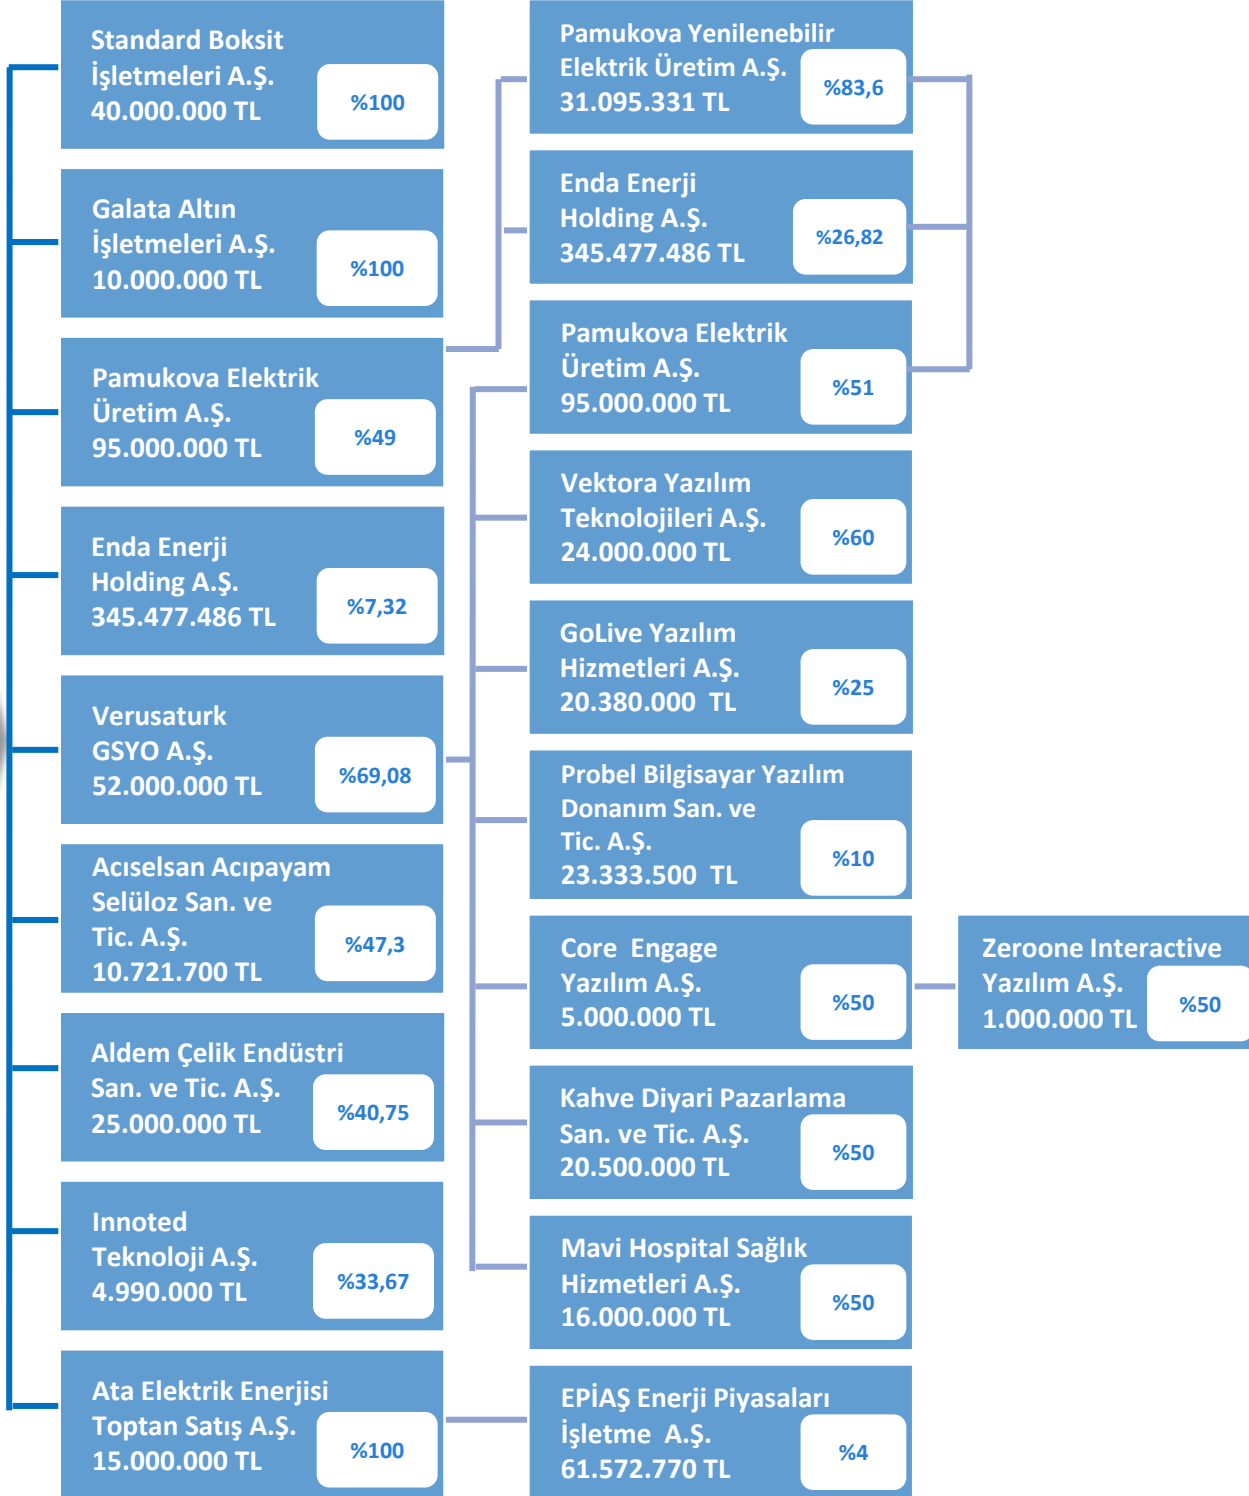 Standard Boksit
İşletmeleri A.Ş.
40.000.000 TL
%100
Galata Altın
İşletmeleri A.Ş.
10.000.000 TL
%100
Pamukova Elektrik
Üretim A.Ş.
95.000.000 TL
%49
Enda Enerji
Holding A.Ş.
345.477.486 TL
%7,32
Verusaturk
GSYO A.Ş.
52.000.000 TL
%69,08
Acıselsan Acıpayam
Selüloz San. ve
Tic. A.Ş.
10.721.700 TL
%47,3
Aldem Çelik Endüstri
San. ve Tic. A.Ş.
25.000.000 TL
%40,75
Innoted
Teknoloji A.Ş.
4.990.000 TL
%33,67
Ata Elektrik Enerjisi
Toptan Satış A.Ş.
15.000.000 TL
%100
Pamukova Yenilenebilir
Elektrik Üretim A.Ş.
31.095.331 TL
%83,6
Enda Enerji
Holding A.Ş.
345.477.486 TL
%26,82
Pamukova Elektrik
Üretim A.Ş.
95.000.000 TL
%51
Vektora Yazılım
Teknolojileri A.Ş.
24.000.000 TL
%60
GoLive Yazılım
Hizmetleri A.Ş.
20.380.000 TL
%25
Probel Bilgisayar Yazılım
Donanım San. ve
Tic. A.Ş.
23.333.500 TL
%10
Core Engage
Yazılım A.Ş.
5.000.000 TL
%50
Zeroone Interactive
Yazılım A.Ş.
1.000.000 TL
%50
Kahve Diyari Pazarlama
San. ve Tic. A.Ş.
20.500.000 TL
%50
Mavi Hospital Sağlık
Hizmetleri A.Ş.
16.000.000 TL
%50
EPİAŞ Enerji Piyasaları
İşletme A.Ş.
61.572.770 TL
%4